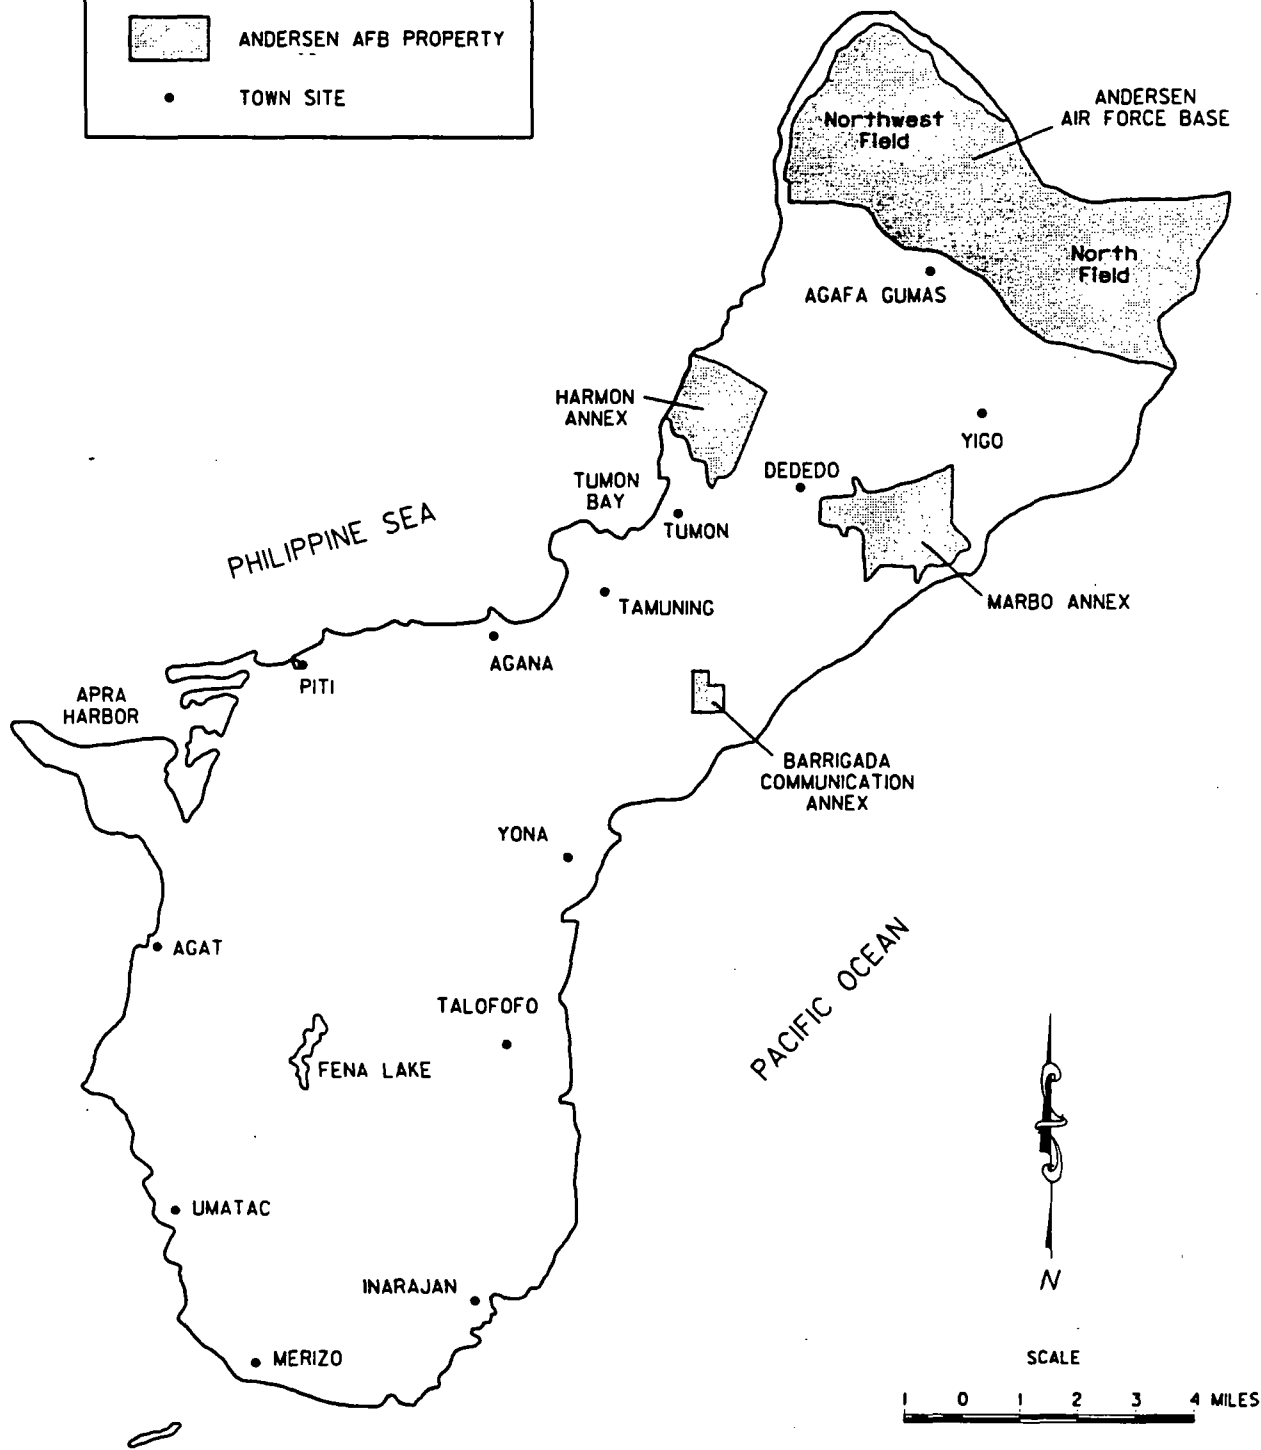 ANDERSEN AFB PROPERTY
TOWN SITE
Northwest
Field
ANDERSEN
AIR FORCE BASE
North
Field
AGAFA GUMAS
HARMON
ANNEX
YIGO
DEDEDO
TUMON
BAY
TUMON
PHILIPPINE SEA
TAMUNING
MARBO ANNEX
AGANA
PITI
APRA
HARBOR
BARRIGADA
COMMUNICATION
ANNEX
YONA
AGAT
PACIFIC OCEAN
TALOFOFO
FENA LAKE
UMATAC
INARAJAN
N
MERIZO
SCALE
1 0 1 2 3 4 MILES